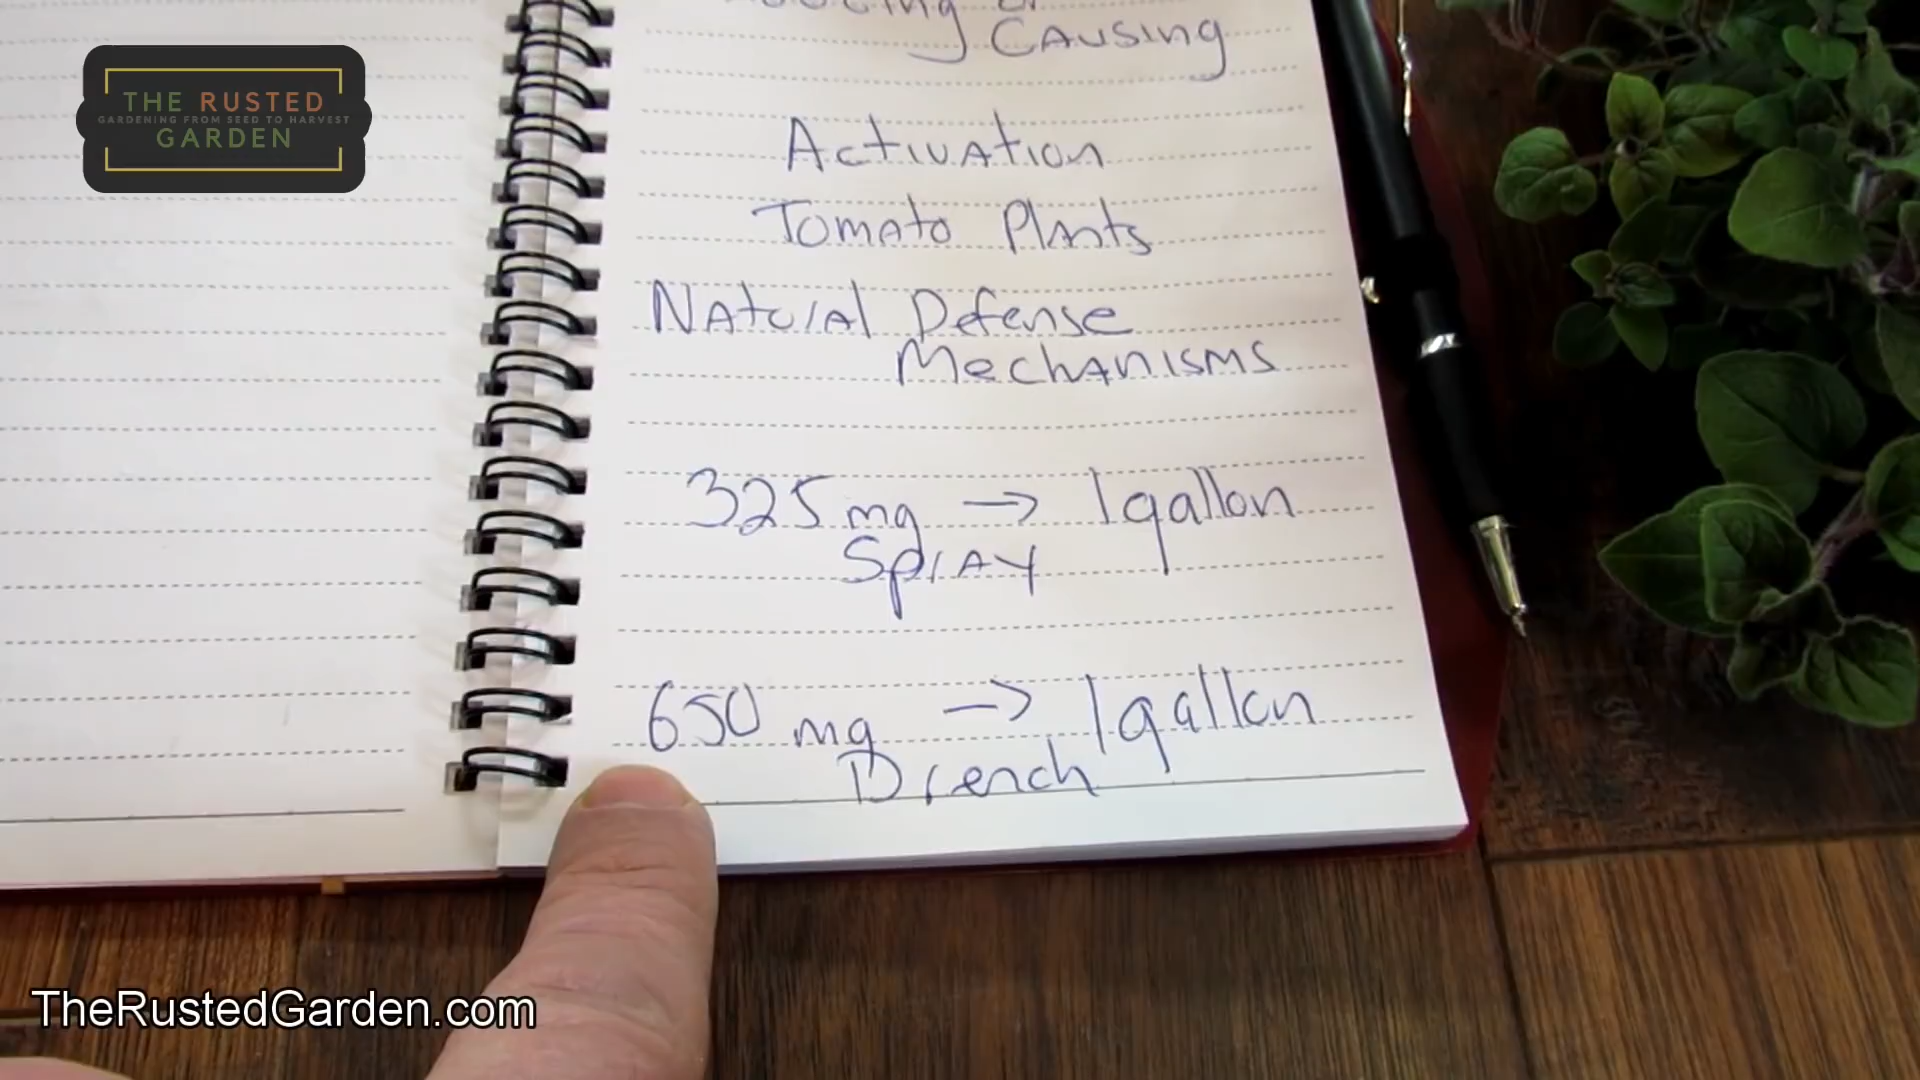 THE RUSTED
GARDENING FROM SEED TO HARVEST
GARDEN
Causing
Activation
Tomato Plants
Natural Defense
Mechanisms
325 mg → 1 gallon
Spray
650 mg → 1 gallon
Drench
TheRustedGarden.com